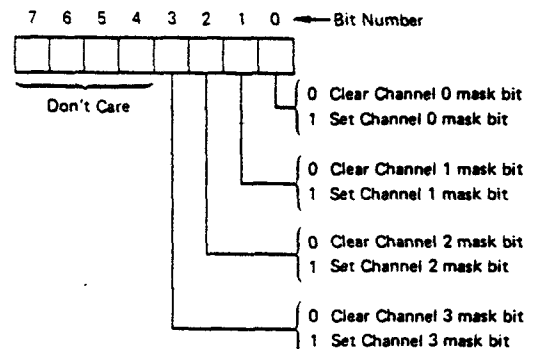 7 6 5 4 3 2 1 0 Bit Number
Don't Care
0 Clear Channel 0 mask bit
1 Set Channel 0 mask bit
0 Clear Channel 1 mask bit
1 Set Channel 1 mask bit
0 Clear Channel 2 mask bit
1 Set Channel 2 mask bit
0 Clear Channel 3 mask bit
1 Set Channel 3 mask bit